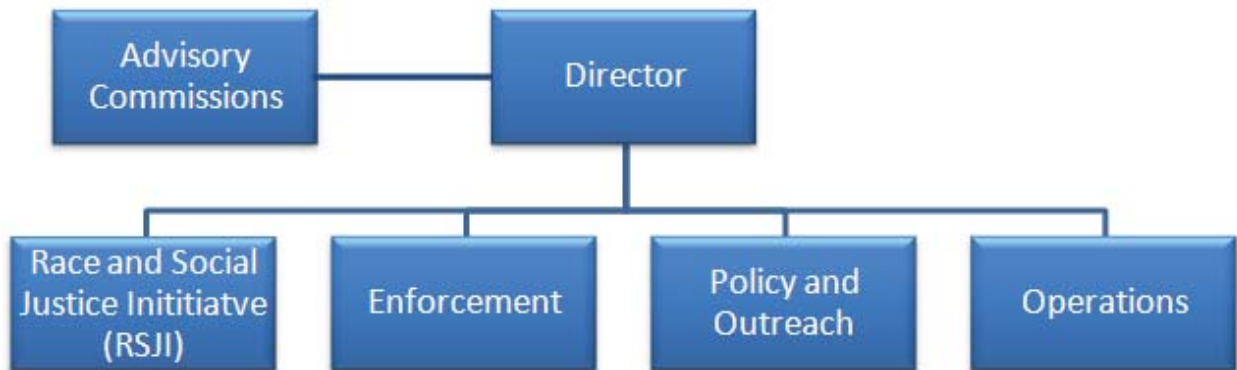 Advisory
Commissions
Director
Race and Social
Justice Inititiatve
(RSJI)
Enforcement
Policy and
Outreach
Operations